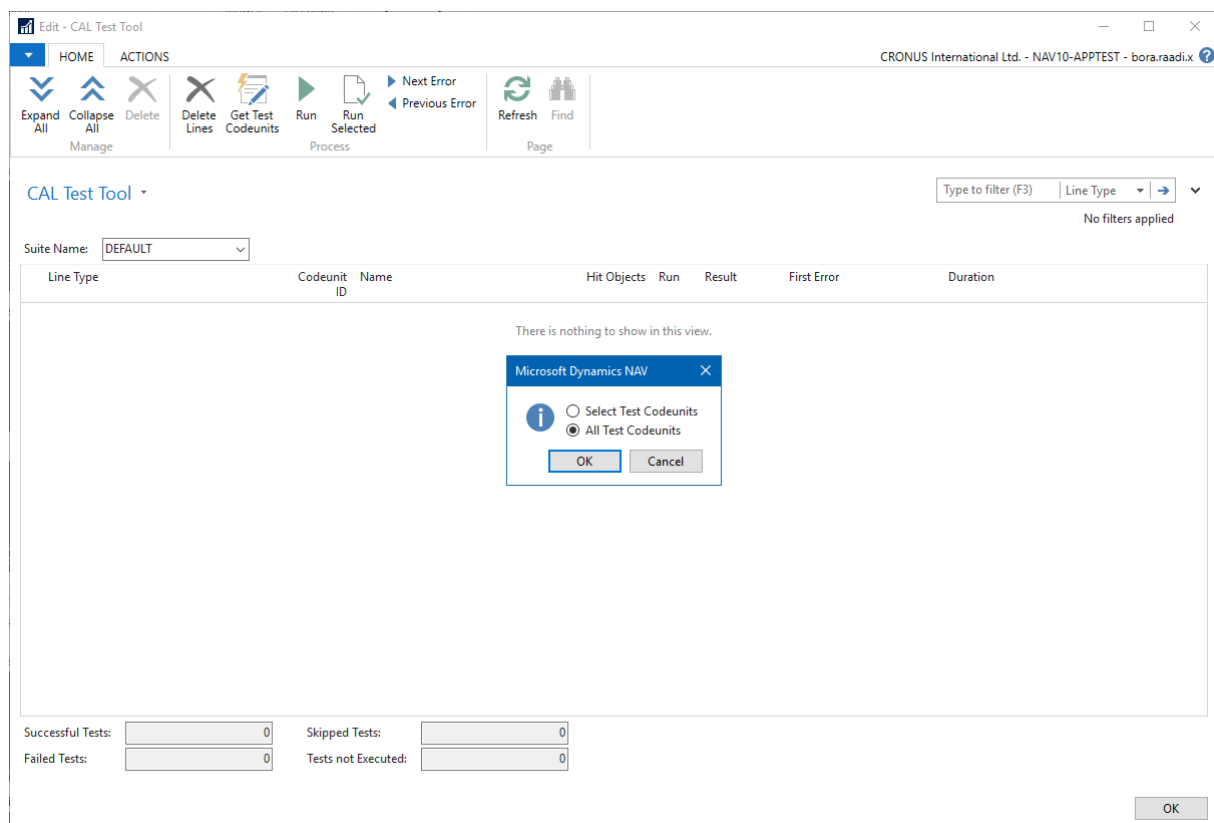 Edit - CAL Test Tool
HOME ACTIONS
CRONUS International Ltd. - NAV10-APPTEST - bora.raadi.x ?
Expand All
Collapse All
Delete
Delete Lines
Get Test Codeunits
Run
Run Selected
Next Error
Previous Error
Refresh
Find
Manage
Process
Page
CAL Test Tool
Type to filter (F3) Line Type
No filters applied
Suite Name: DEFAULT
Line Type Codeunit ID Name Hit Objects Run Result First Error Duration
There is nothing to show in this view.
Microsoft Dynamics NAV
Select Test Codeunits
All Test Codeunits
OK Cancel
Successful Tests: 0 Skipped Tests: 0
Failed Tests: 0 Tests not Executed: 0
OK